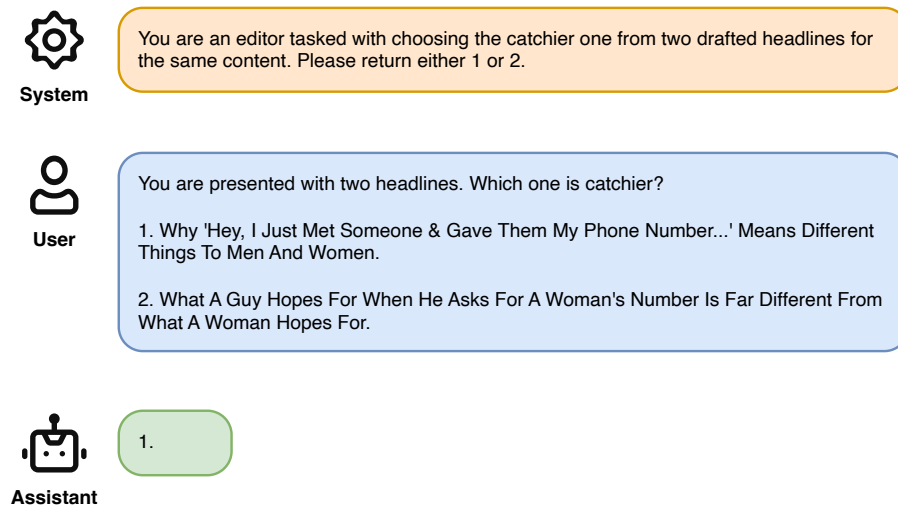 You are an editor tasked with choosing the catchier one from two drafted headlines for
the same content. Please return either 1 or 2.
System
You are presented with two headlines. Which one is catchier?
1. Why 'Hey, I Just Met Someone & Gave Them My Phone Number...' Means Different
Things To Men And Women.
2. What A Guy Hopes For When He Asks For A Woman's Number Is Far Different From
What A Woman Hopes For.
User
1.
Assistant